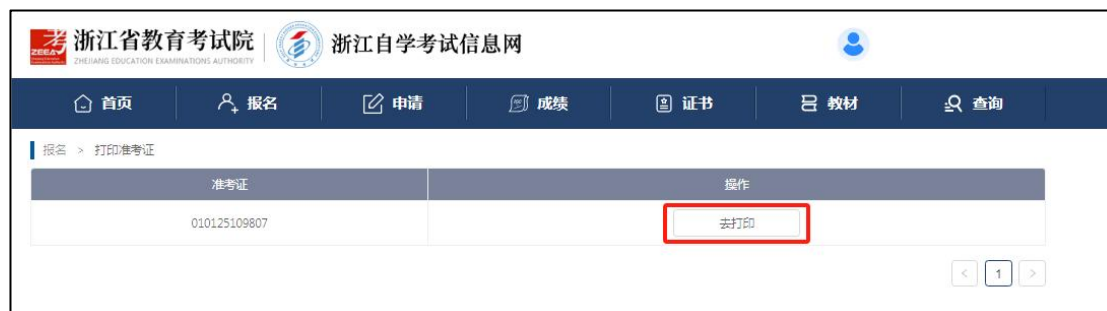 浙江省教育考试院 浙江自学考试信息网
ZHEJIANG EDUCATION EXAMINATIONS AUTHORITY
首页 报名 申请 成绩 证书 教材 查询
报名 > 打印准考证
准考证 操作
010125109807 去打印
< 1 >